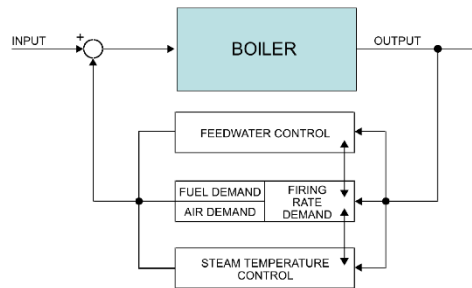 INPUT
+
BOILER
OUTPUT
FEEDWATER CONTROL
FUEL DEMAND
AIR DEMAND
FIRING
RATE
DEMAND
STEAM TEMPERATURE
CONTROL